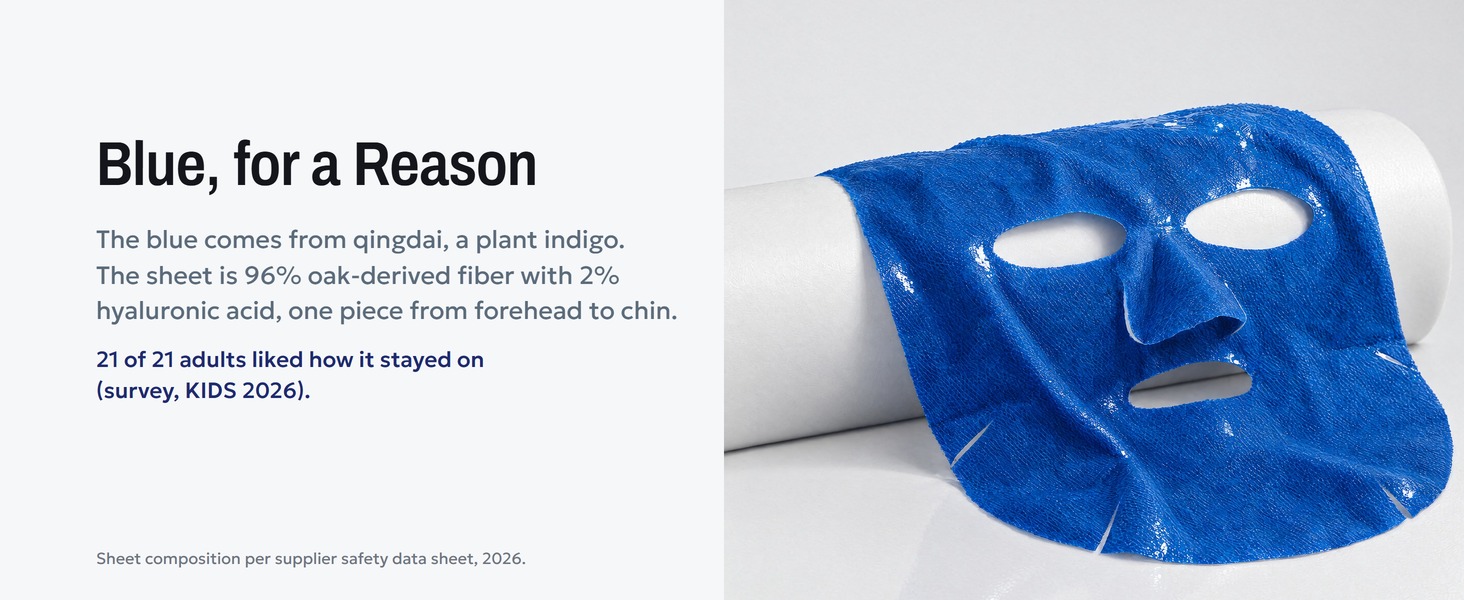 Blue, for a Reason
The blue comes from qingdai, a plant indigo.
The sheet is 96% oak-derived fiber with 2%
hyaluronic acid, one piece from forehead to chin.
21 of 21 adults liked how it stayed on
(survey, KIDS 2026).
Sheet composition per supplier safety data sheet, 2026.